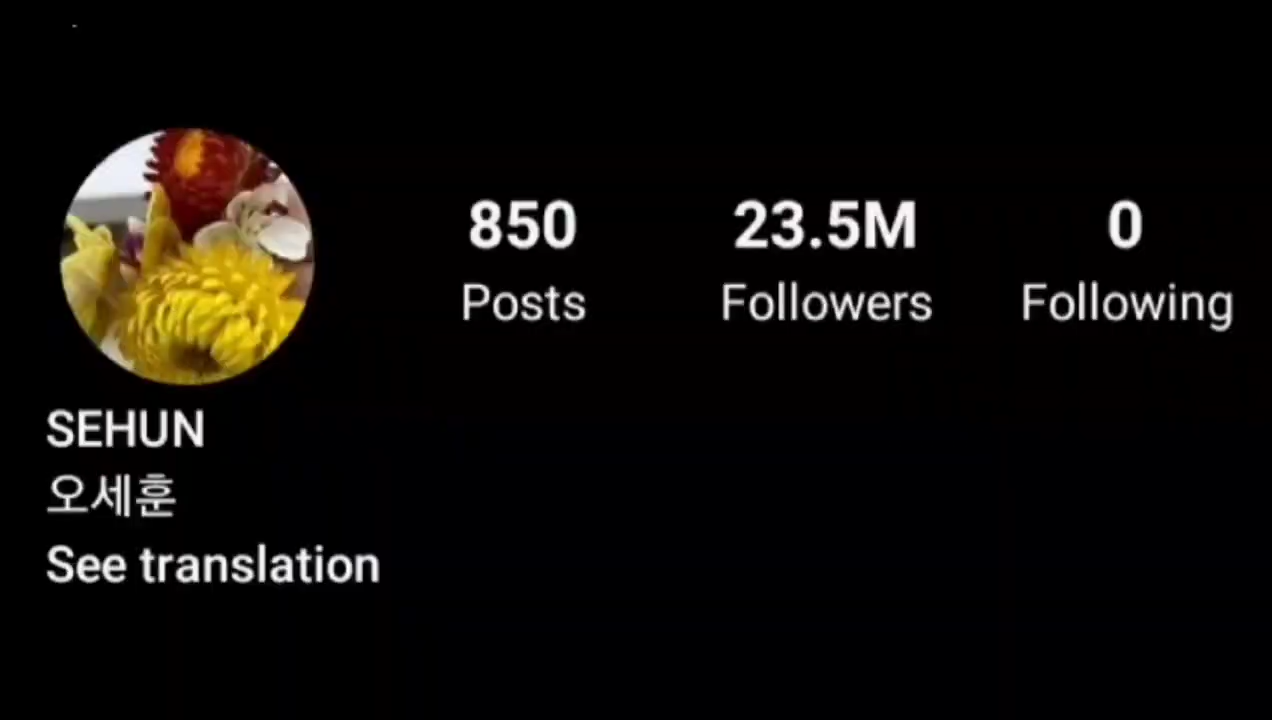 850 23.5M 0
Posts Followers Following
SEHUN
오세훈
See translation